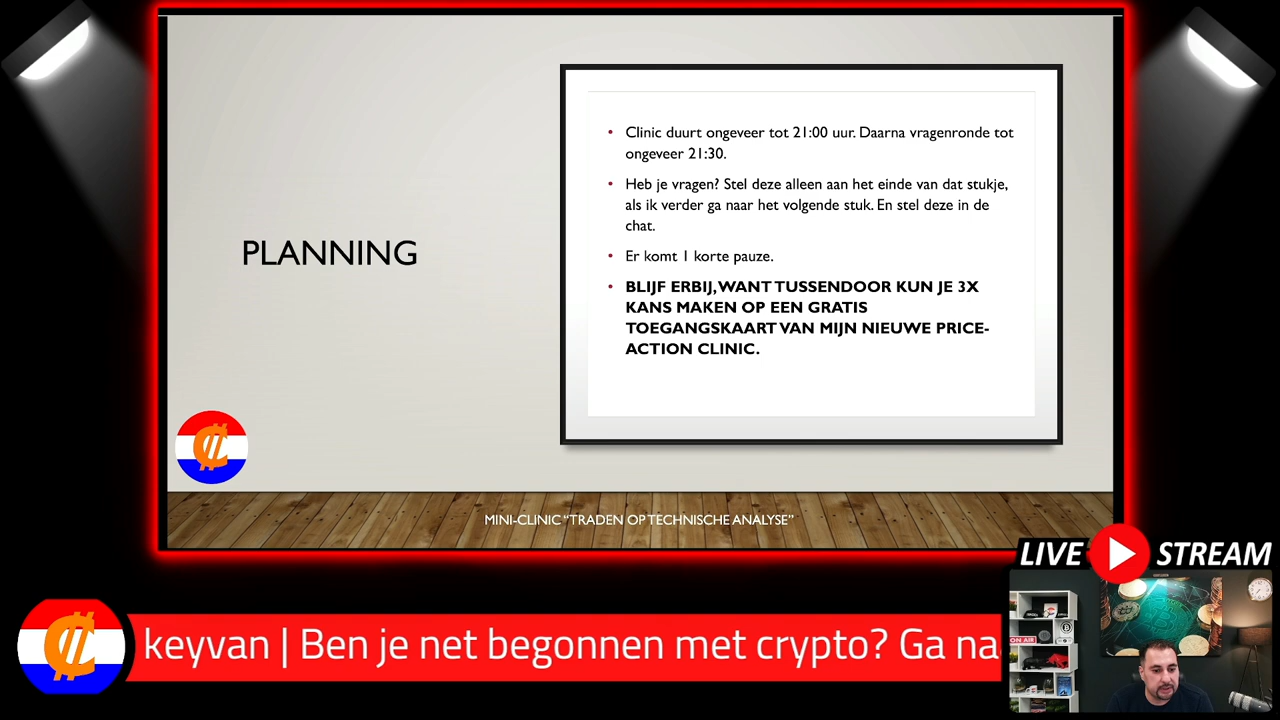 Clinic duurt ongeveer tot 21:00 uur. Daarna vragenronde tot
ongeveer 21:30.
Heb je vragen? Stel deze alleen aan het einde van dat stukje,
als ik verder ga naar het volgende stuk. En stel deze in de
chat.
PLANNING
Er komt 1 korte pauze.
BLIJF ERBIJ, WANT TUSSENDOOR KUN JE 3X
KANS MAKEN OP EEN GRATIS
TOEGANGSKAART VAN MIJN NIEUWE PRICE-
ACTION CLINIC.
MINI-CLINIC “TRADEN OP TECHNISCHE ANALYSE”
LIVE STREAM
keyvan | Ben je net begonnen met crypto? Ga na
ON AIR